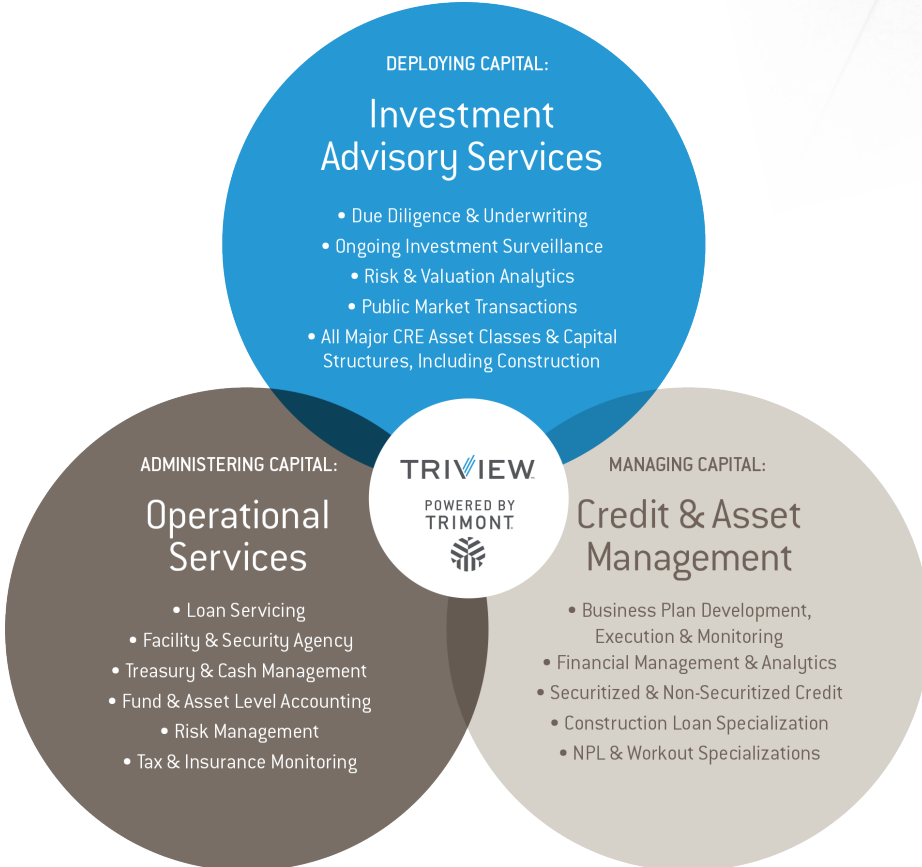 DEPLOYING CAPITAL:
Investment
Advisory Services
• Due Diligence & Underwriting
• Ongoing Investment Surveillance
• Risk & Valuation Analytics
• Public Market Transactions
• All Major CRE Asset Classes & Capital
Structures, Including Construction
TRIVIEW™
POWERED BY
TRIMONT™
ADMINISTERING CAPITAL:
Operational
Services
• Loan Servicing
• Facility & Security Agency
• Treasury & Cash Management
• Fund & Asset Level Accounting
• Risk Management
• Tax & Insurance Monitoring
MANAGING CAPITAL:
Credit & Asset
Management
• Business Plan Development,
Execution & Monitoring
• Financial Management & Analytics
• Securitized & Non-Securitized Credit
• Construction Loan Specialization
• NPL & Workout Specializations